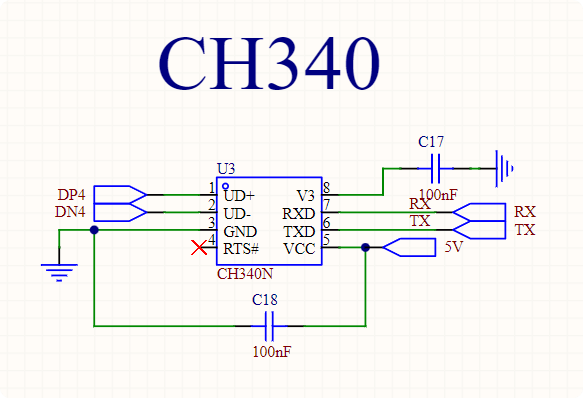 CH340
C17
100nF
U3
DP4
DN4
1
2
3
4
UD+
UD-
GND
RTS#
V3
RXD
TXD
VCC
8
7
6
5
RX
TX
RX
TX
5V
CH340N
C18
100nF